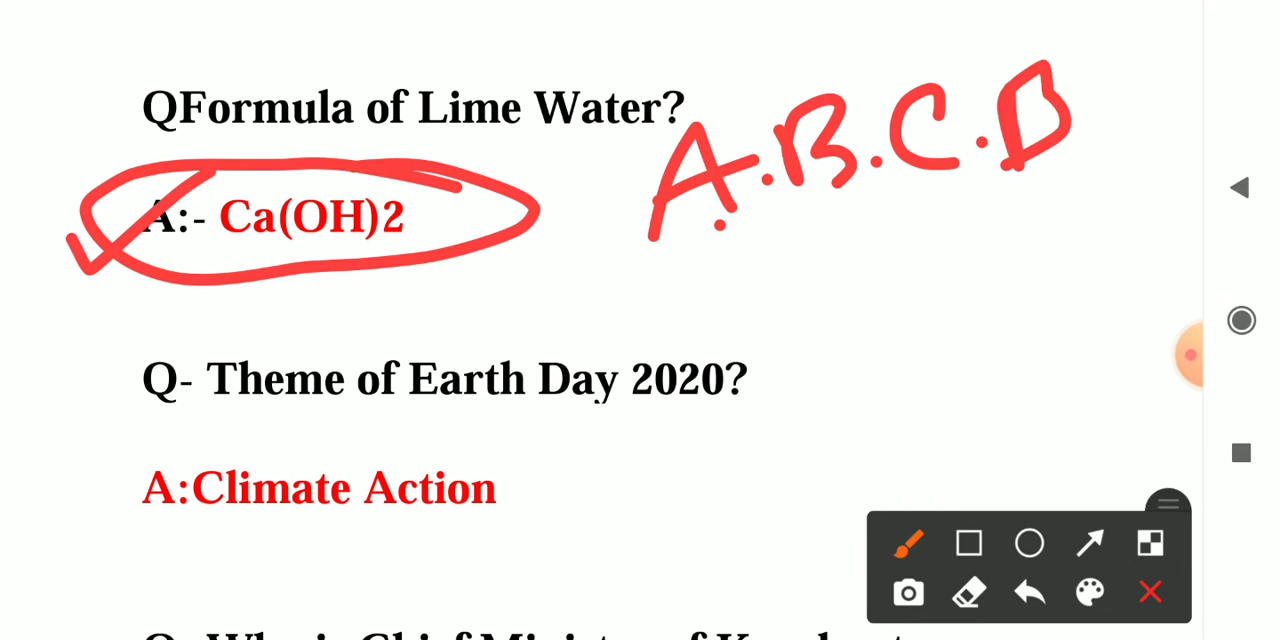 QFormula of Lime Water?
A.B.C.D
A:- Ca(OH)2
Q- Theme of Earth Day 2020?
A:Climate Action